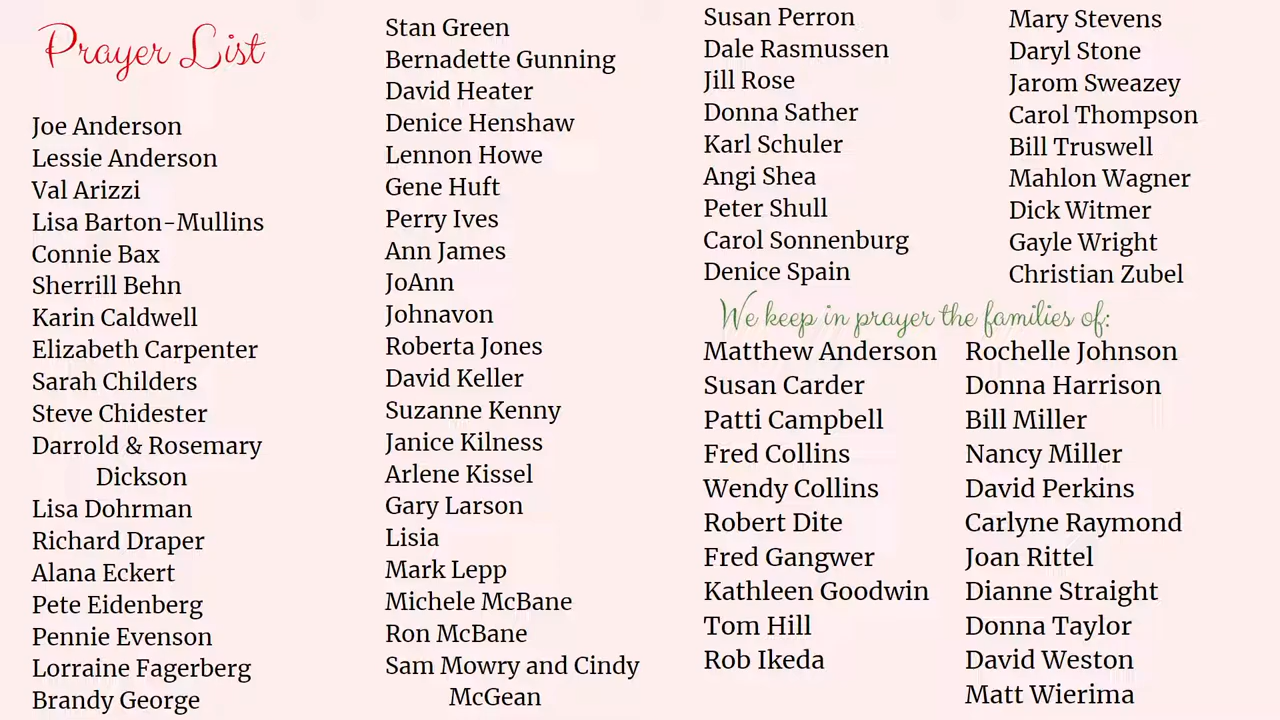 Prayer List
Joe Anderson
Lessie Anderson
Val Arizzi
Lisa Barton-Mullins
Connie Bax
Sherrill Behn
Karin Caldwell
Elizabeth Carpenter
Sarah Childers
Steve Chidester
Darrold & Rosemary
Dickson
Lisa Dohrman
Richard Draper
Alana Eckert
Pete Eidenberg
Pennie Evenson
Lorraine Fagerberg
Brandy George
Stan Green
Bernadette Gunning
David Heater
Denice Henshaw
Lennon Howe
Gene Huft
Perry Ives
Ann James
JoAnn
Johnavon
Roberta Jones
David Keller
Suzanne Kenny
Janice Kilness
Arlene Kissel
Gary Larson
Lisia
Mark Lepp
Michele McBane
Ron McBane
Sam Mowry and Cindy
McGean
Susan Perron
Dale Rasmussen
Jill Rose
Donna Sather
Karl Schuler
Angi Shea
Peter Shull
Carol Sonnenburg
Denice Spain
Mary Stevens
Daryl Stone
Jarom Sweazey
Carol Thompson
Bill Truswell
Mahlon Wagner
Dick Witmer
Gayle Wright
Christian Zubel
We keep in prayer the families of:
Matthew Anderson
Susan Carder
Patti Campbell
Fred Collins
Wendy Collins
Robert Dite
Fred Gangwer
Kathleen Goodwin
Tom Hill
Rob Ikeda
Rochelle Johnson
Donna Harrison
Bill Miller
Nancy Miller
David Perkins
Carlyne Raymond
Joan Rittel
Dianne Straight
Donna Taylor
David Weston
Matt Wierima